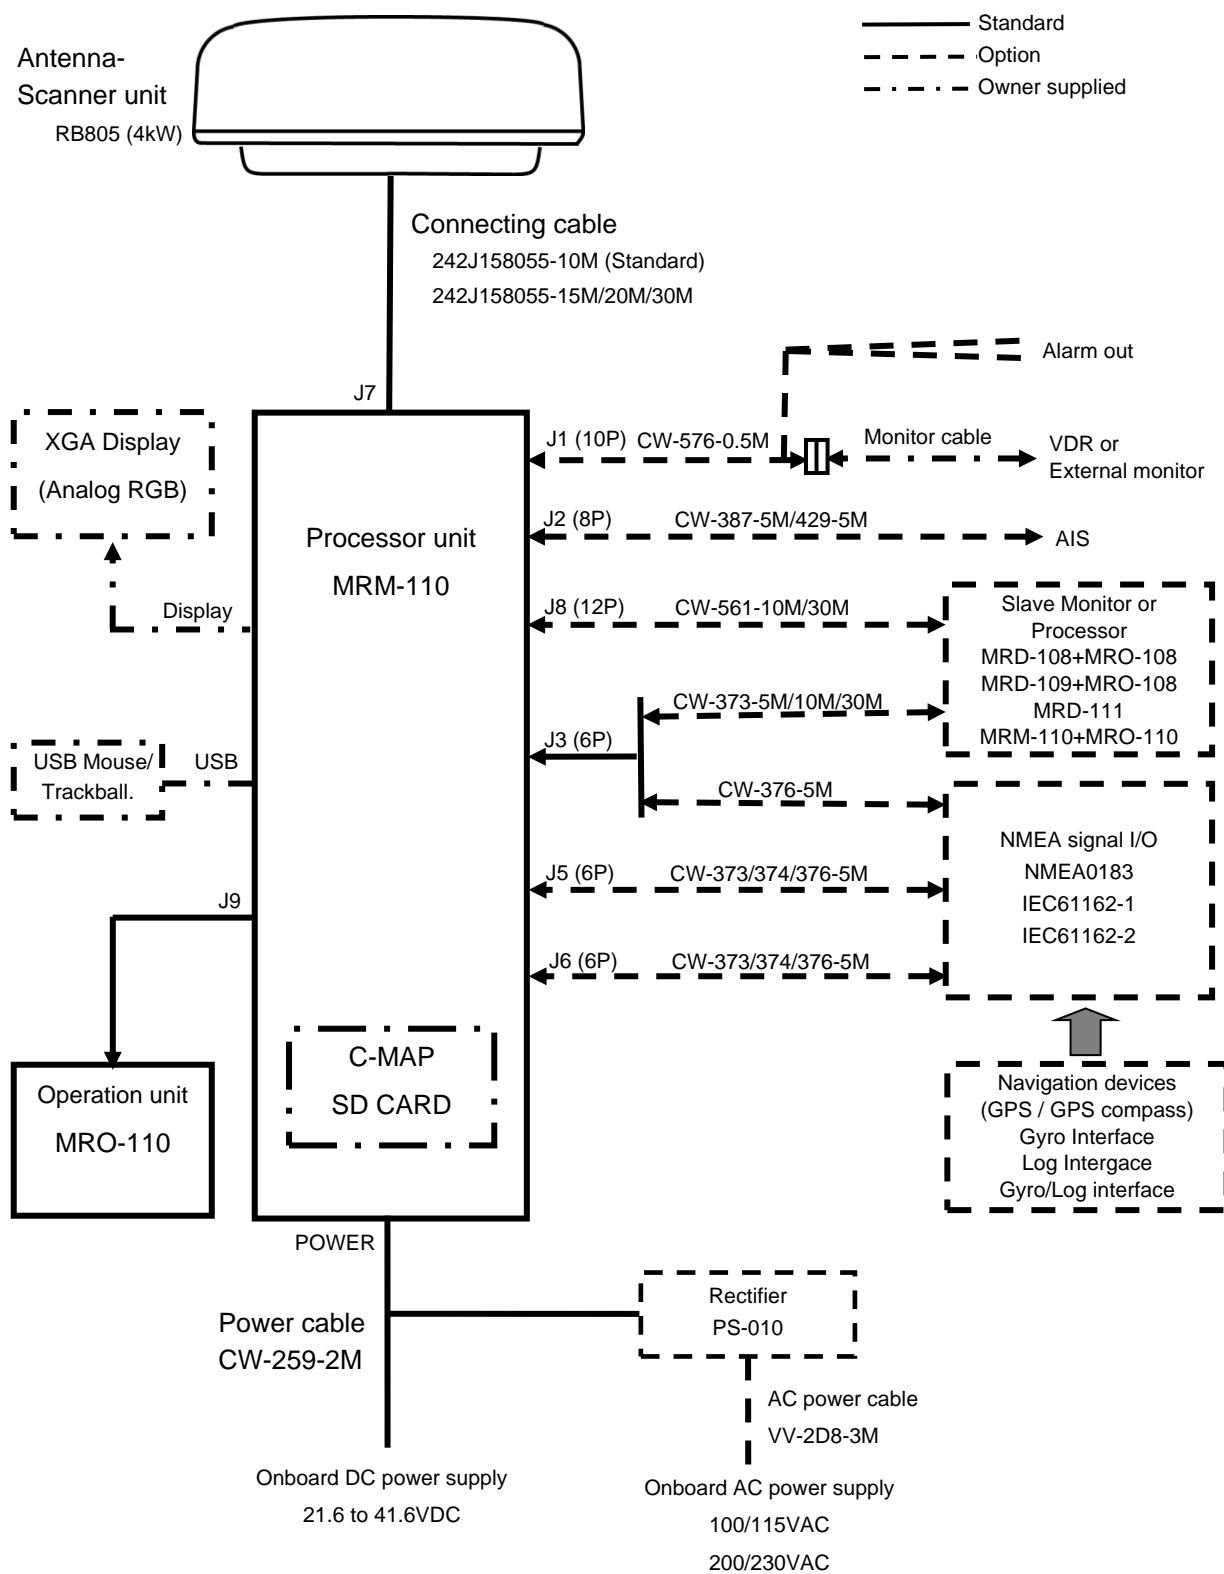 Standard
Option
Owner supplied
Antenna-
Scanner unit
RB805 (4kW)
Connecting cable
242J158055-10M (Standard)
242J158055-15M/20M/30M
Alarm out
J7
XGA Display
(Analog RGB)
J1 (10P)
CW-576-0.5M
Monitor cable
VDR or
External monitor
J2 (8P)
CW-387-5M/429-5M
AIS
Processor unit
MRM-110
Display
J8 (12P)
CW-561-10M/30M
Slave Monitor or
Processor
MRD-108+MRO-108
MRD-109+MRO-108
MRD-111
MRM-110+MRO-110
CW-373-5M/10M/30M
J3 (6P)
USB Mouse/
Trackball.
USB
CW-376-5M
NMEA signal I/O
NMEA0183
IEC61162-1
IEC61162-2
J5 (6P)
CW-373/374/376-5M
J9
J6 (6P)
CW-373/374/376-5M
C-MAP
SD CARD
Operation unit
MRO-110
Navigation devices
(GPS / GPS compass)
Gyro Interface
Log Intergace
Gyro/Log interface
POWER
Rectifier
PS-010
Power cable
CW-259-2M
AC power cable
VV-2D8-3M
Onboard DC power supply
21.6 to 41.6VDC
Onboard AC power supply
100/115VAC
200/230VAC